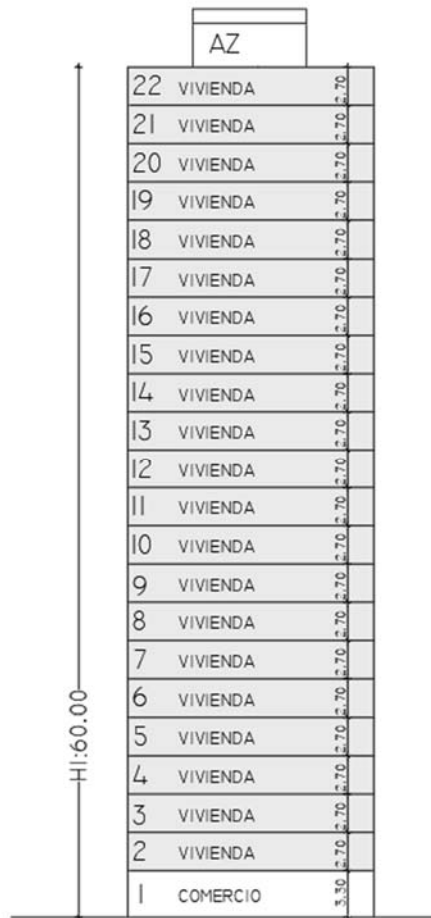 AZ
22 VIVIENDA 2.70
21 VIVIENDA 2.70
20 VIVIENDA 2.70
19 VIVIENDA 2.70
18 VIVIENDA 2.70
17 VIVIENDA 2.70
16 VIVIENDA 2.70
15 VIVIENDA 2.70
14 VIVIENDA 2.70
13 VIVIENDA 2.70
12 VIVIENDA 2.70
11 VIVIENDA 2.70
10 VIVIENDA 2.70
9 VIVIENDA 2.70
8 VIVIENDA 2.70
7 VIVIENDA 2.70
6 VIVIENDA 2.70
5 VIVIENDA 2.70
4 VIVIENDA 2.70
3 VIVIENDA 2.70
2 VIVIENDA 2.70
1 COMERCIO 3.30
H1:60.00